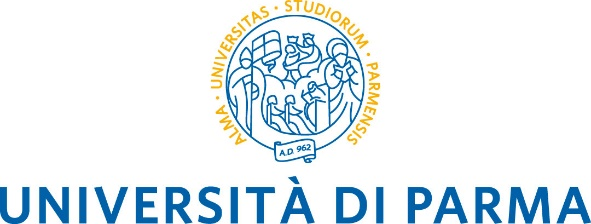 ALMA · UNIVERSITAS · STUDIORUM · PARMENSIS
A.D. 962
UNIVERSITÀ DI PARMA